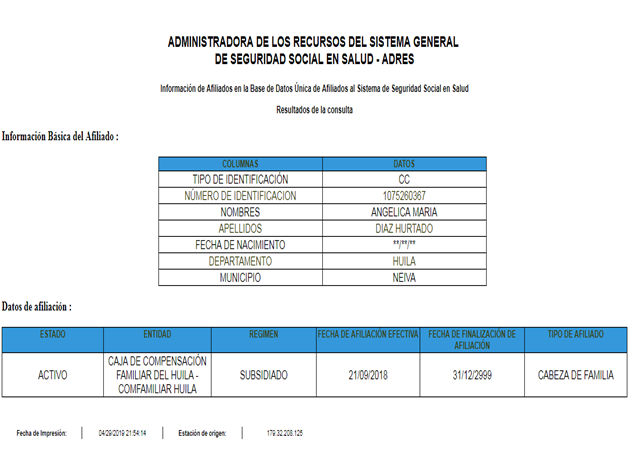 ADMINISTRADORA DE LOS RECURSOS DEL SISTEMA GENERAL
DE SEGURIDAD SOCIAL EN SALUD - ADRES
Información de Afiliados en la Base de Datos Única de Afiliados al Sistema de Seguridad Social en Salud
Resultados de la consulta
Información Básica del Afiliado :
COLUMNAS DATOS
TIPO DE IDENTIFICACIÓN CC
NÚMERO DE IDENTIFICACION 1075260367
NOMBRES ANGELICA MARIA
APELLIDOS DIAZ HURTADO
FECHA DE NACIMIENTO **/**/**
DEPARTAMENTO HUILA
MUNICIPIO NEIVA
Datos de afiliación :
ESTADO ENTIDAD REGIMEN FECHA DE AFILIACIÓN EFECTIVA FECHA DE FINALIZACIÓN DE AFILIACIÓN TIPO DE AFILIADO
ACTIVO CAJA DE COMPENSACIÓN FAMILIAR DEL HUILA - COMFAMILIAR HUILA SUBSIDIADO 21/09/2018 31/12/2999 CABEZA DE FAMILIA
Fecha de Impresión: 04/29/2019 21:54:14 Estación de origen: 179.32.208.125